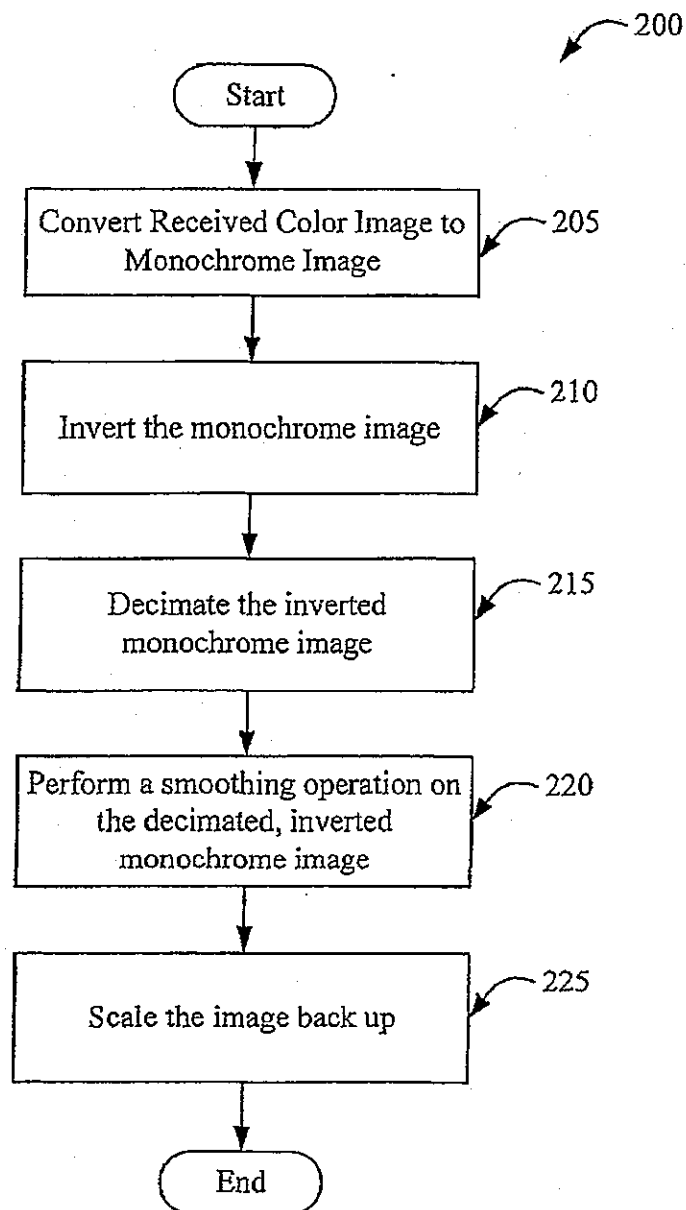 200
Start
Convert Received Color Image to
Monochrome Image
205
Invert the monochrome image
210
Decimate the inverted
monochrome image
215
Perform a smoothing operation on
the decimated, inverted
monochrome image
220
Scale the image back up
225
End